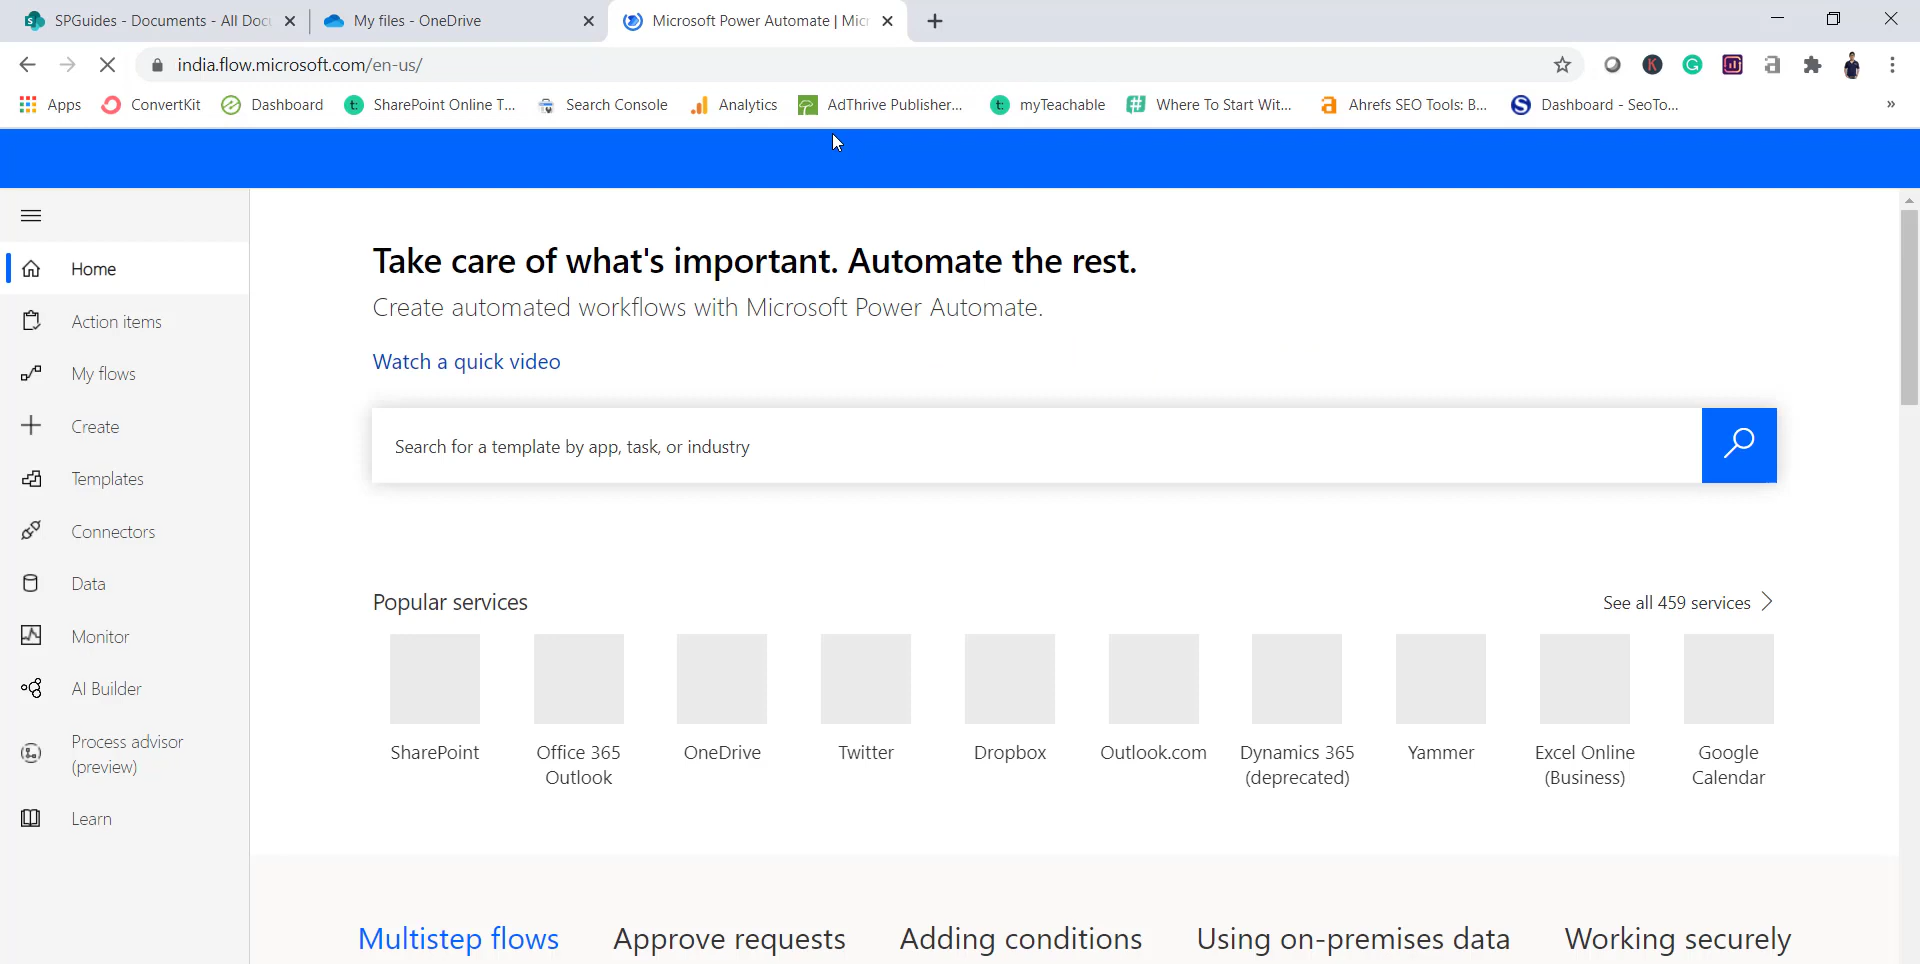 SPGuides - Documents - All Doc
My files - OneDrive
Microsoft Power Automate | Micr
india.flow.microsoft.com/en-us/
Apps
ConvertKit
Dashboard
SharePoint Online T...
Search Console
Analytics
AdThrive Publisher...
myTeachable
Where To Start Wit...
Ahrefs SEO Tools: B...
Dashboard - SeoTo...
»
Home
Action items
My flows
Create
Templates
Connectors
Data
Monitor
AI Builder
Process advisor
(preview)
Learn
Take care of what's important. Automate the rest.
Create automated workflows with Microsoft Power Automate.
Watch a quick video
Search for a template by app, task, or industry
Popular services
See all 459 services
SharePoint
Office 365
Outlook
OneDrive
Twitter
Dropbox
Outlook.com
Dynamics 365
(deprecated)
Yammer
Excel Online
(Business)
Google
Calendar
Multistep flows
Approve requests
Adding conditions
Using on-premises data
Working securely